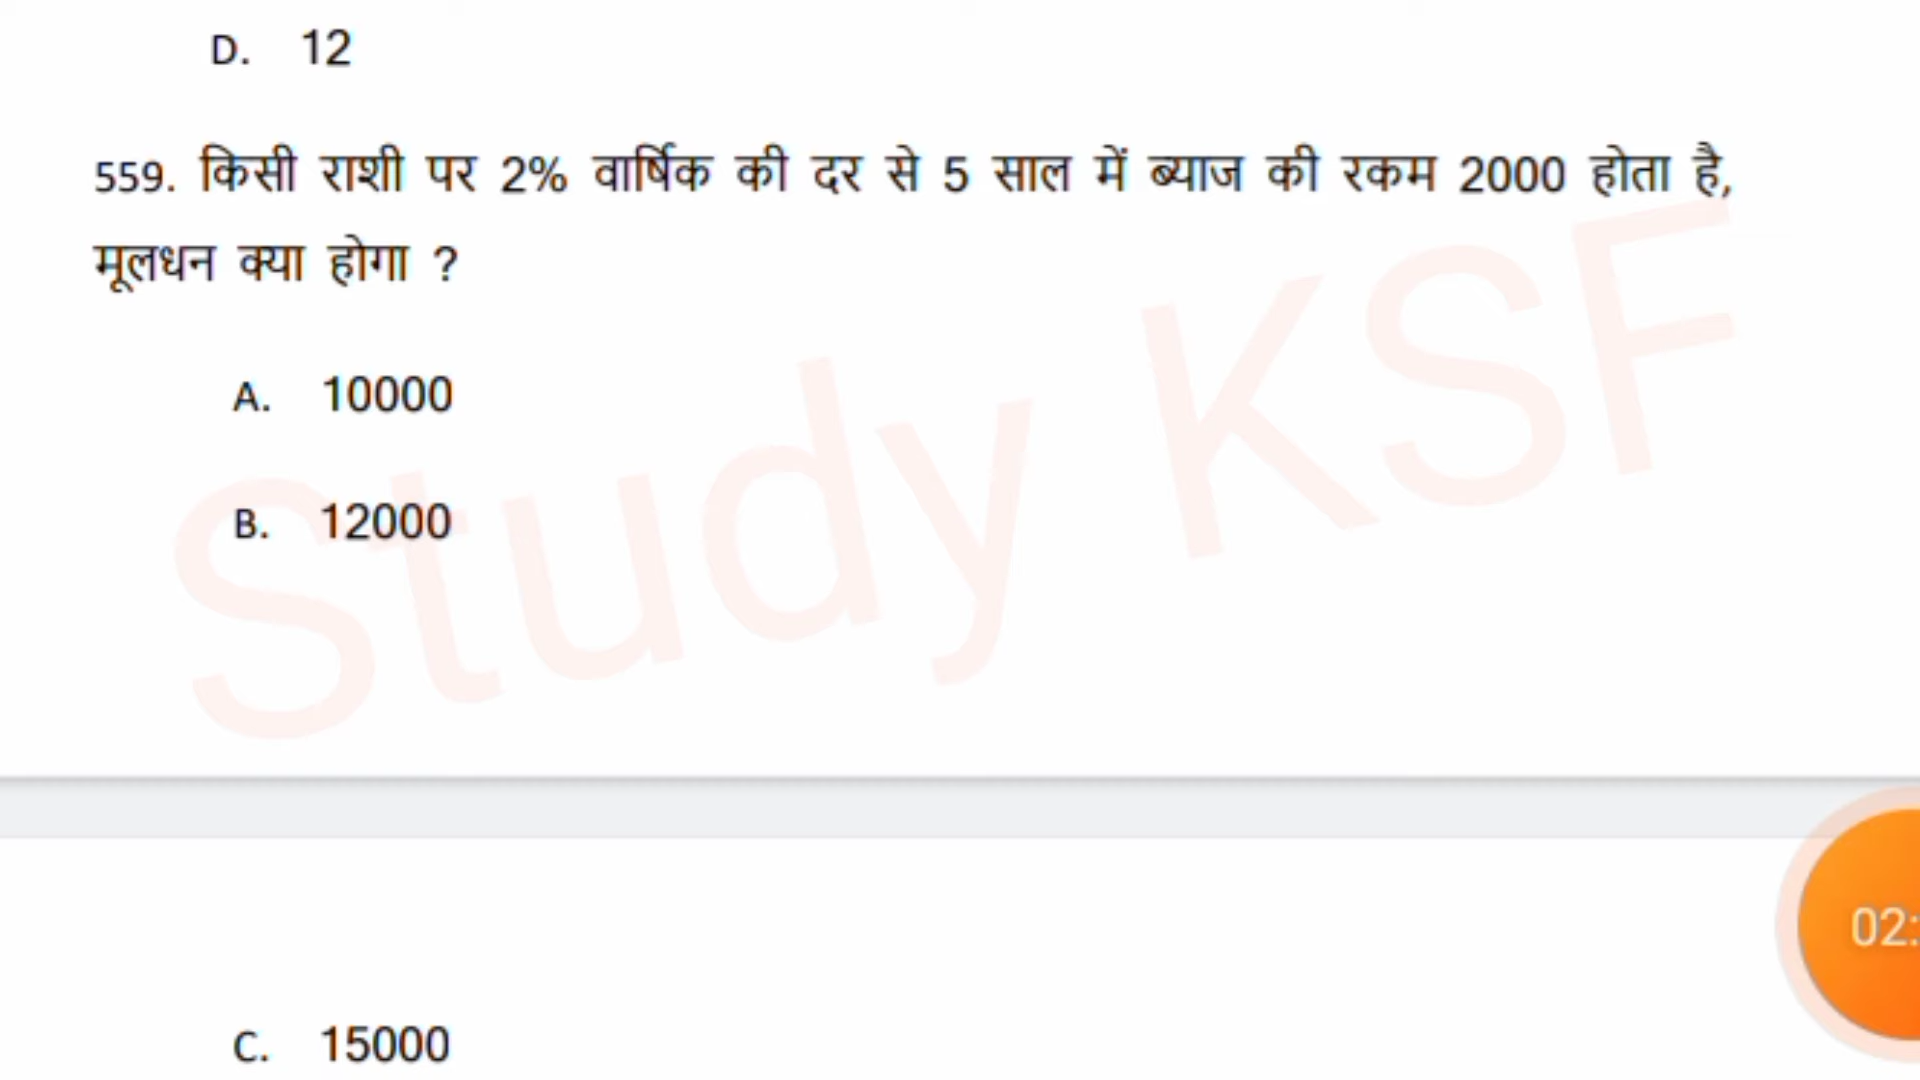 D. 12
559. किसी राशी पर 2% वार्षिक की दर से 5 साल में ब्याज की रकम 2000 होता है,
मूलधन क्या होगा ?
A. 10000
B. 12000
Study KSF
02:
C. 15000